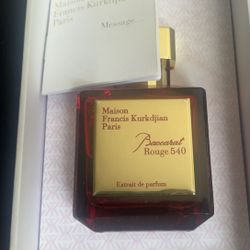 Maison
Francis Kurkdjian
Paris
Message...
Maison
Francis Kurkdjian
Paris
Baccarat
Rouge 540
Extrait de parfum